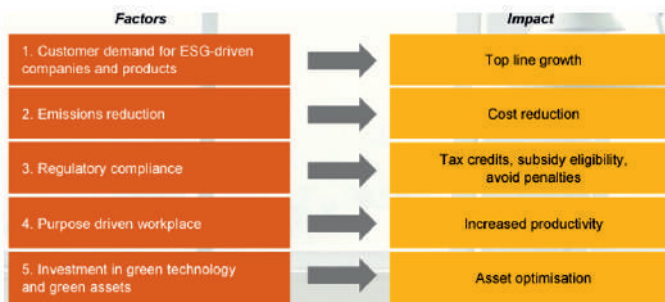 Factors
Impact
1. Customer demand for ESG-driven
companies and products
Top line growth
2. Emissions reduction
Cost reduction
3. Regulatory compliance
Tax credits, subsidy eligibility,
avoid penalties
4. Purpose driven workplace
Increased productivity
5. Investment in green technology
and green assets
Asset optimisation